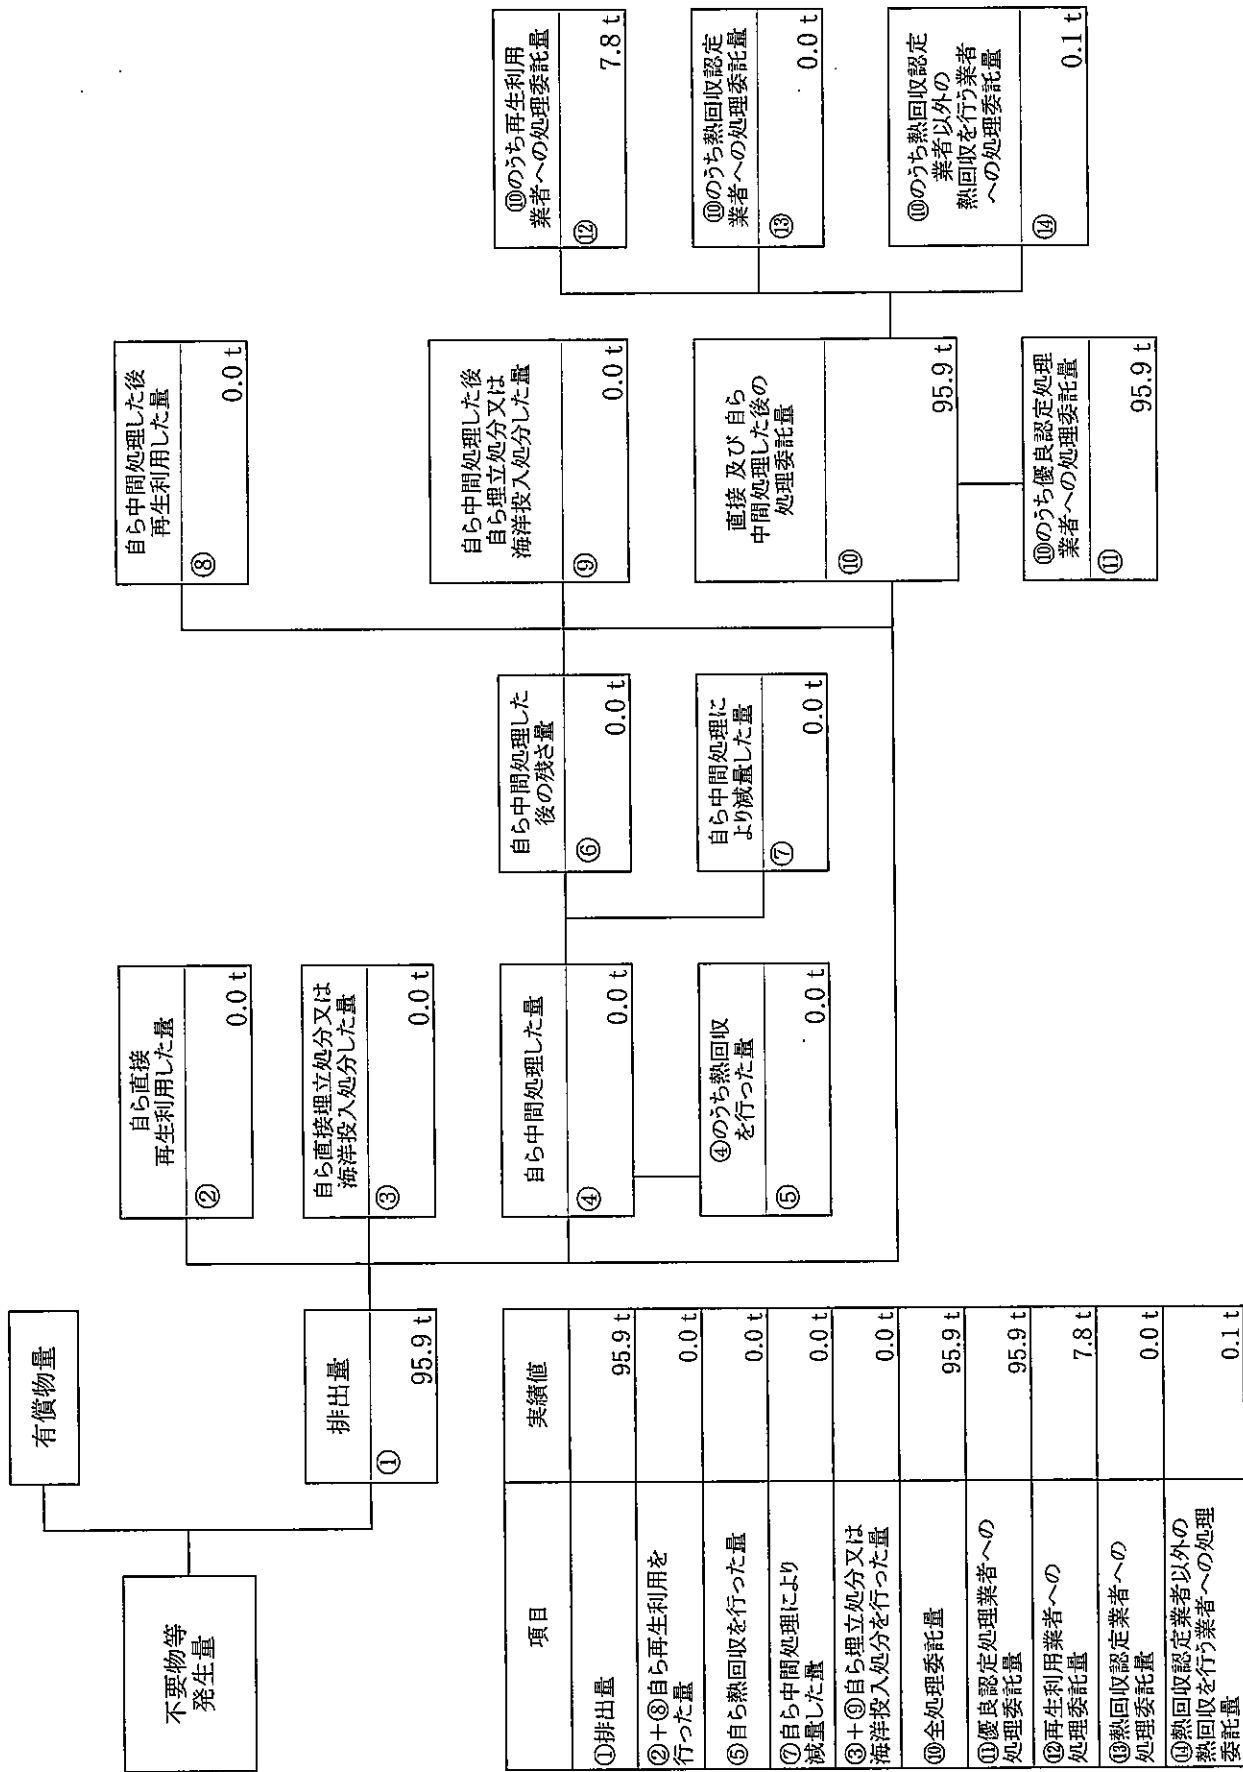 有償物量
不要物等
発生量
排出量
①
95.9 t
自ら直接
再生利用した量
②
0.0 t
自ら直接埋立処分又は
海洋投入処分した量
③
0.0 t
自ら中間処理した量
④
0.0 t
④のうち熱回収
を行った量
⑤
0.0 t
自ら中間処理した
後の残さ量
⑥
0.0 t
自ら中間処理に
より減量した量
⑦
0.0 t
自ら中間処理した後
再生利用した量
⑧
0.0 t
自ら中間処理した後
自ら埋立処分又は
海洋投入処分した量
⑨
0.0 t
直接 及び 自ら
中間処理した後の
処理委託量
⑩
95.9 t
⑩のうち優良認定処理
業者への処理委託量
⑪
95.9 t
⑩のうち再生利用
業者への処理委託量
⑫
7.8 t
⑩のうち熱回収認定
業者への処理委託量
⑬
0.0 t
⑩のうち熱回収認定
業者以外の
熱回収を行う業者
への処理委託量
⑭
0.1 t
項目 実績値
①排出量 95.9 t
②+⑧自ら再生利用を
行った量 0.0 t
⑤自ら熱回収を行った量 0.0 t
⑦自ら中間処理により
減量した量 0.0 t
③+⑨自ら埋立処分又は
海洋投入処分を行った量 0.0 t
⑩全処理委託量 95.9 t
⑪優良認定処理業者への
処理委託量 95.9 t
⑫再生利用業者への
処理委託量 7.8 t
⑬熱回収認定業者への
処理委託量 0.0 t
⑭熱回収認定業者以外の
熱回収を行う業者への処理
委託量 0.1 t